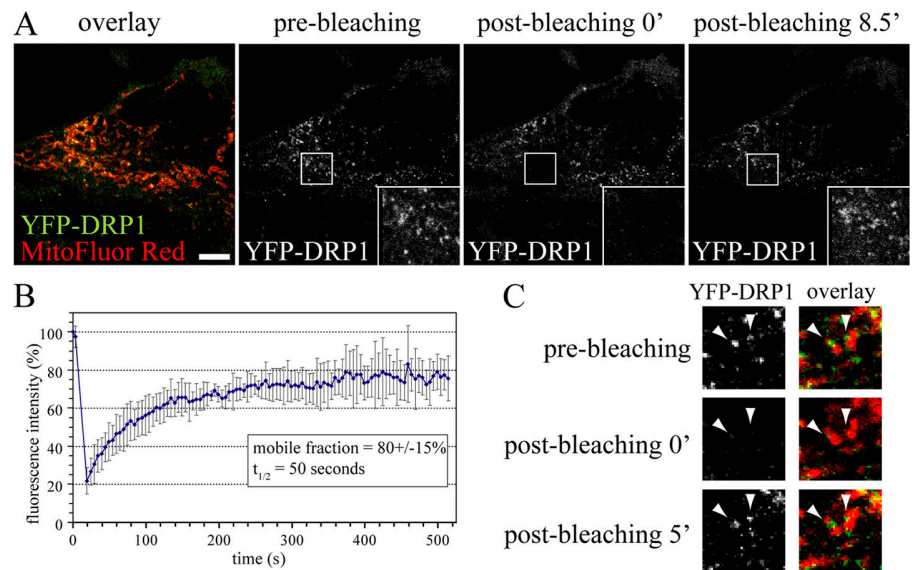 A
overlay
pre-bleaching
post-bleaching 0’
post-bleaching 8.5’
YFP-DRP1
MitoFluor Red
YFP-DRP1
YFP-DRP1
YFP-DRP1
B
fluorescence intensity (%)
100
80
60
40
20
0
mobile fraction = 80+/-15%
t1/2 = 50 seconds
0
100
200
300
400
500
time (s)
C
YFP-DRP1
overlay
pre-bleaching
post-bleaching 0’
post-bleaching 5’